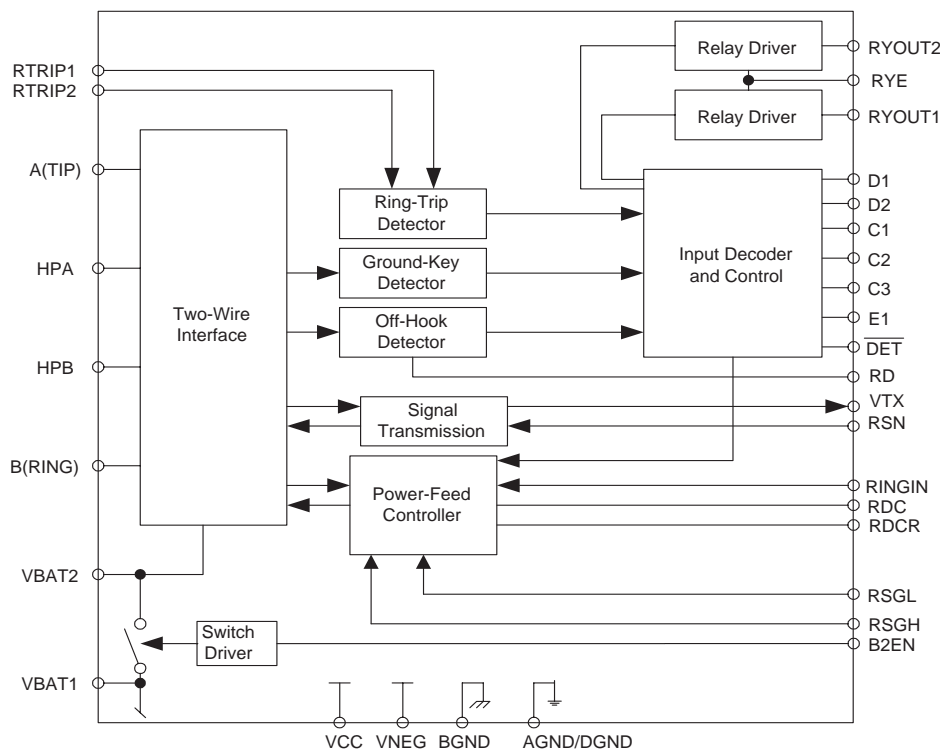 Relay Driver
RYOUT2
RYE
Relay Driver
RYOUT1
RTRIP1
RTRIP2
A(TIP)
HPA
HPB
B(RING)
VBAT2
VBAT1
Two-Wire
Interface
Ring-Trip
Detector
Ground-Key
Detector
Off-Hook
Detector
Signal
Transmission
Power-Feed
Controller
Switch
Driver
Input Decoder
and Control
D1
D2
C1
C2
C3
E1
DET
RD
VTX
RSN
RINGIN
RDC
RDCR
RSGL
RSGH
B2EN
VCC
VNEG
BGND
AGND/DGND